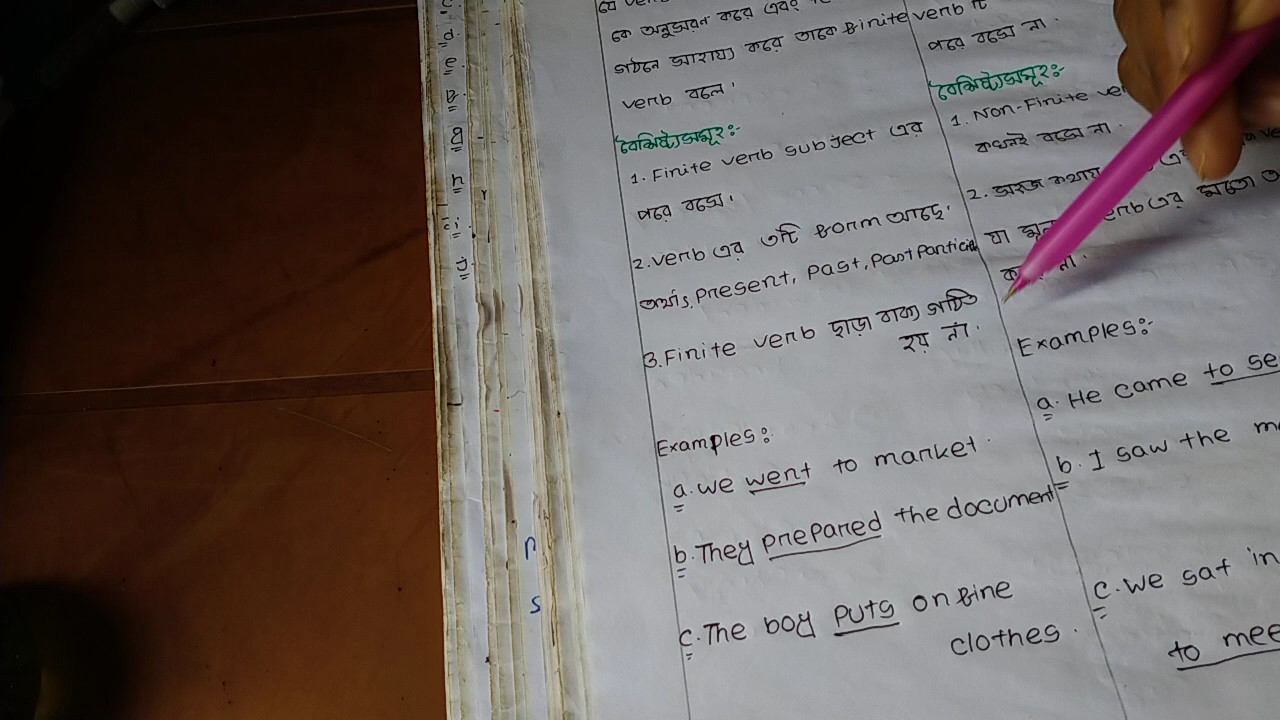 c.
d.
e.
g
h
i
j
n
s
কে অনুসরণ করে এবং
গঠনে সাহায্য করে তাকে Finite
verb বলে।
বৈশিষ্ট্যসমূহঃ-
1. Finite verb subject এর
পরে বসে।
2. verb এর ৩টি form আছে।
অর্থাৎ, Present, Past, Past Participle
3. Finite verb ছাড়া বাক্য গঠিত
হয় না।
Examples:
a. We went to market.
b. They prepared the document
c. The boy puts on fine
clothes.
verb
পরে বসে না।
বৈশিষ্ট্যসমূহঃ-
1. Non-Finite
কখনই বসে না।
2. সহজ কথায়
যা
না।
Examples:-
a. He came to se
b. I saw the
c. We sat in
to mee